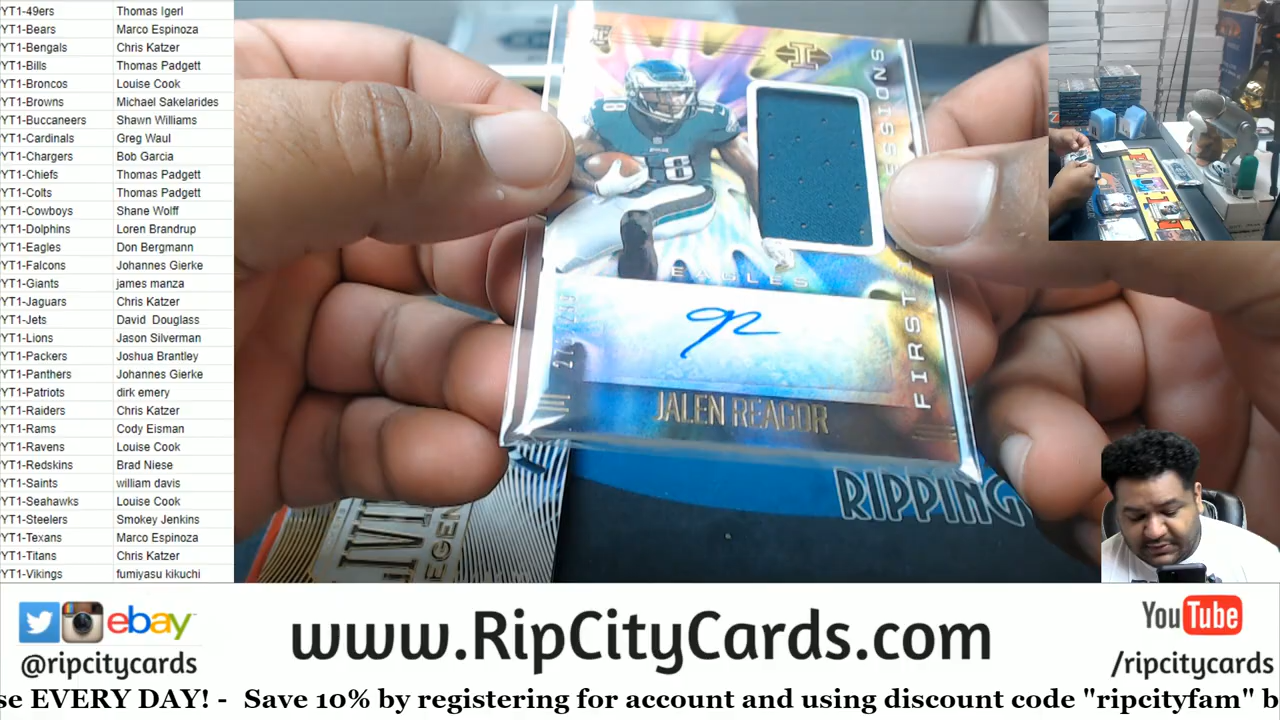 YT1-49ers Thomas Igerl
YT1-Bears Marco Espinoza
YT1-Bengals Chris Katzer
YT1-Bills Thomas Padgett
YT1-Broncos Louise Cook
YT1-Browns Michael Sakelarides
YT1-Buccaneers Shawn Williams
YT1-Cardinals Greg Waul
YT1-Chargers Bob Garcia
YT1-Chiefs Thomas Padgett
YT1-Colts Thomas Padgett
YT1-Cowboys Shane Wolff
YT1-Dolphins Loren Brandrup
YT1-Eagles Don Bergmann
YT1-Falcons Johannes Gierke
YT1-Giants james manza
YT1-Jaguars Chris Katzer
YT1-Jets David Douglass
YT1-Lions Jason Silverman
YT1-Packers Joshua Brantley
YT1-Panthers Johannes Gierke
YT1-Patriots dirk emery
YT1-Raiders Chris Katzer
YT1-Rams Cody Eisman
YT1-Ravens Louise Cook
YT1-Redskins Brad Niese
YT1-Saints william davis
YT1-Seahawks Louise Cook
YT1-Steelers Smokey Jenkins
YT1-Texans Marco Espinoza
YT1-Titans Chris Katzer
YT1-Vikings fumiyasu kikuchi
EAGLES
FIRST
JALEN REAGOR
RIPPING
ebay
@ripcitycards
www.RipCityCards.com
YouTube
/ripcitycards
se EVERY DAY! - Save 10% by registering for account and using discount code "ripcityfam" b